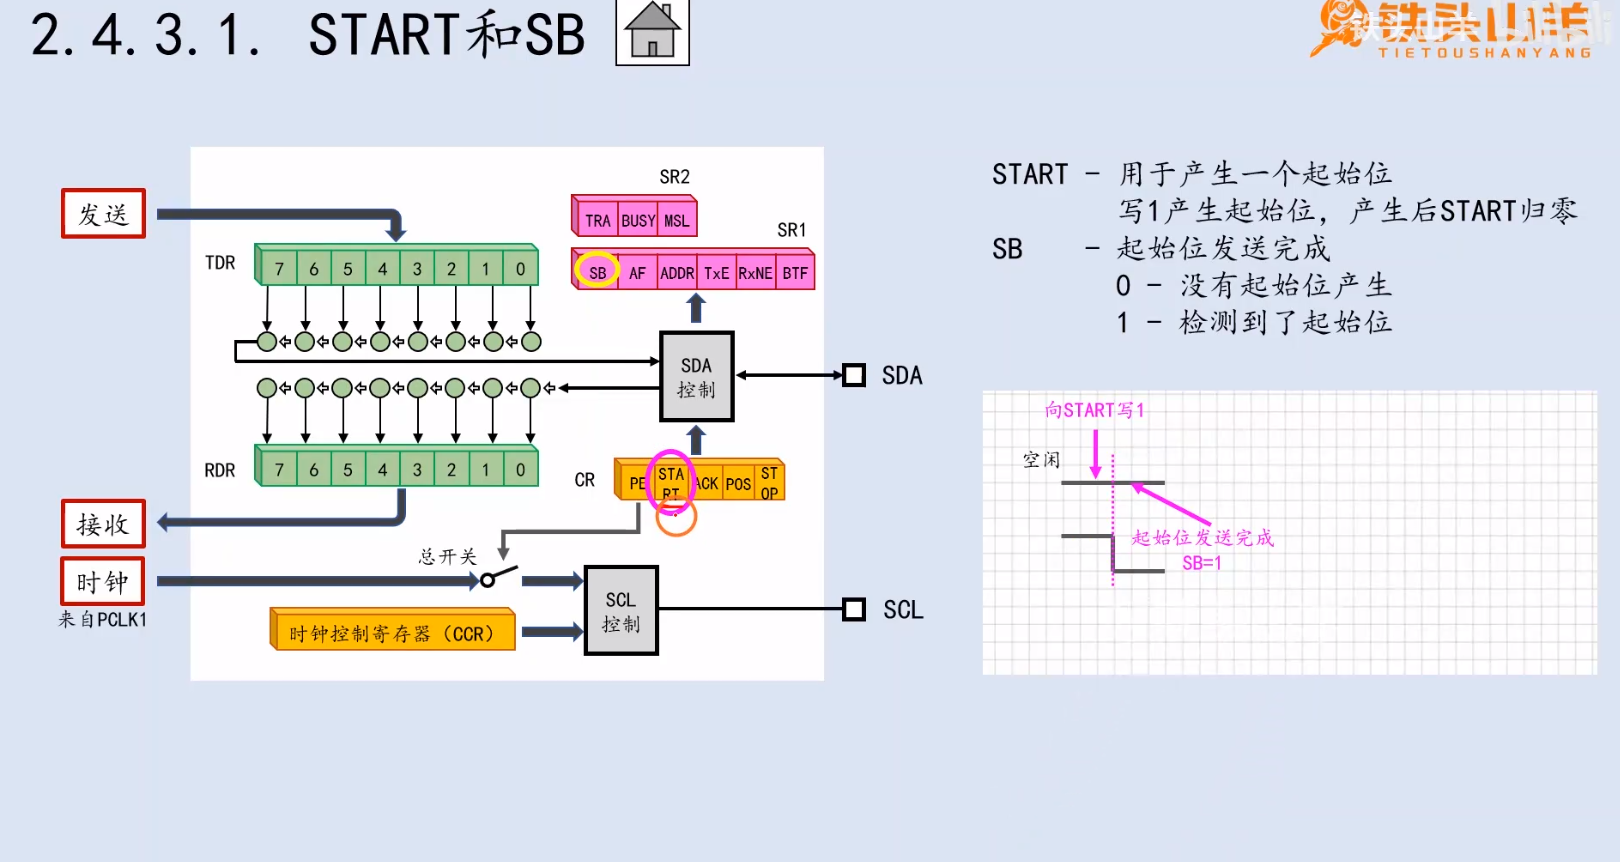 2.4.3.1. START和SB
铁头山羊
TIETOUSHANYANG
START - 用于产生一个起始位
写1产生起始位，产生后START归零
SB - 起始位发送完成
0 - 没有起始位产生
1 - 检测到了起始位
SR2
TRA BUSY MSL
SR1
SB AF ADDR TxE RxNE BTF
发送
TDR
7 6 5 4 3 2 1 0
SDA
控制
SDA
RDR
7 6 5 4 3 2 1 0
CR
PE START ACK POS STOP
接收
总开关
时钟
来自PCLK1
时钟控制寄存器（CCR）
SCL
控制
SCL
向START写1
空闲
起始位发送完成
SB=1